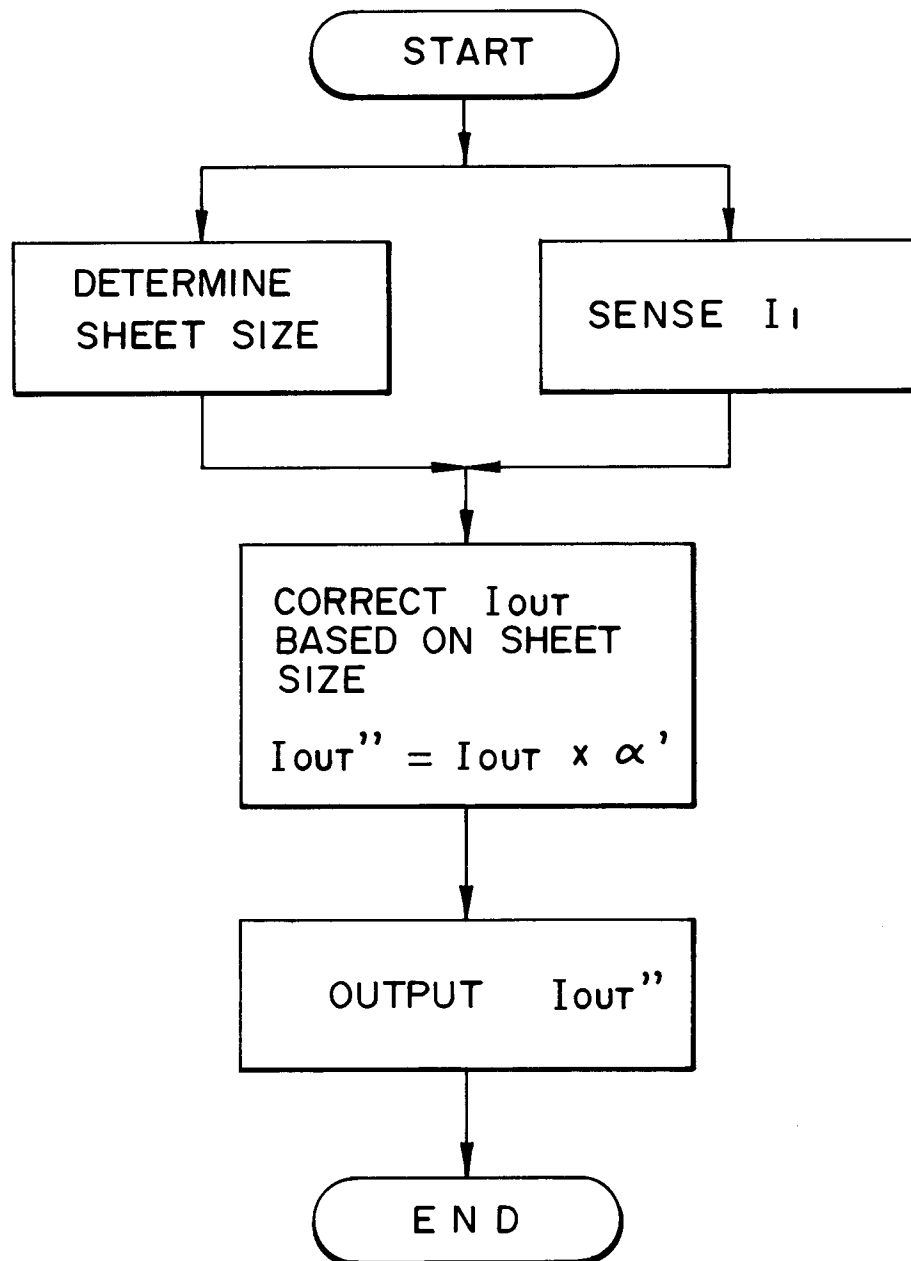 START
DETERMINE
SHEET SIZE
SENSE I1
CORRECT IOUT
BASED ON SHEET
SIZE
IOUT" = IOUT x α'
OUTPUT IOUT"
END